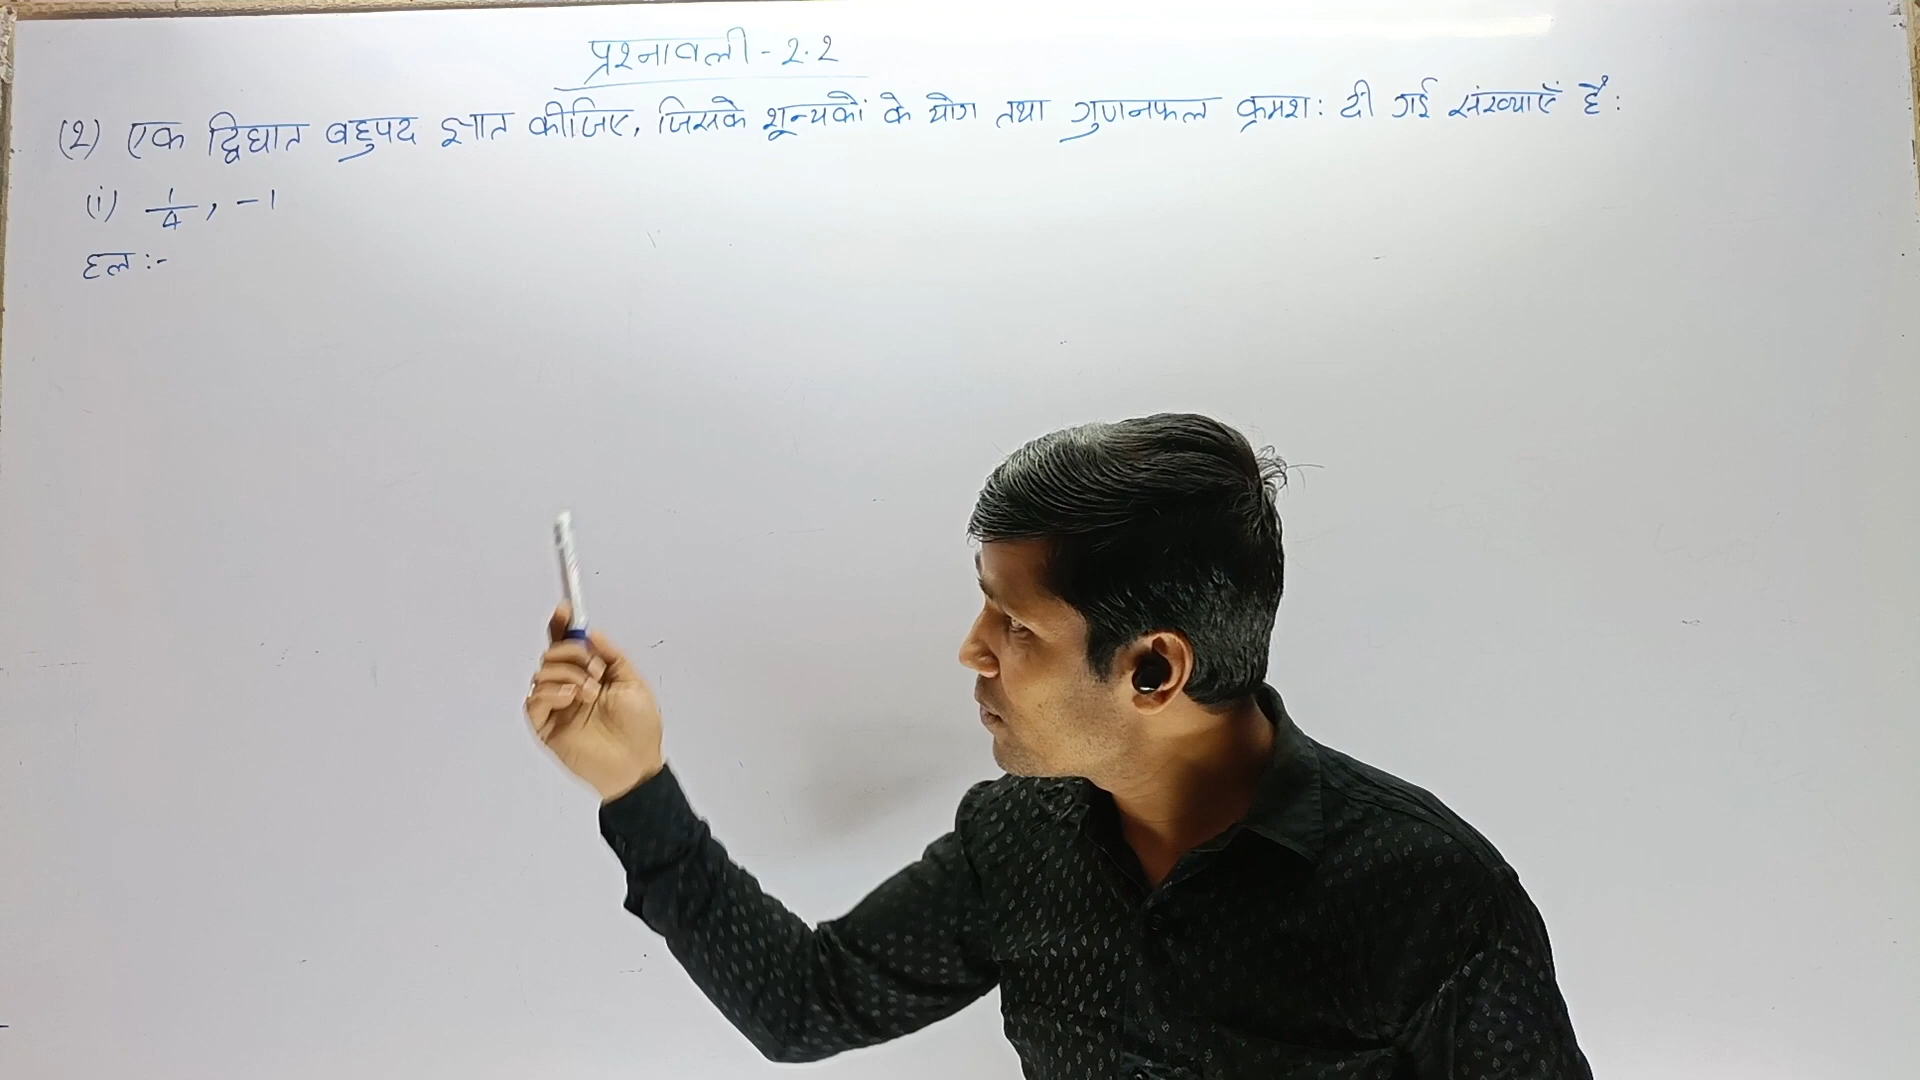 प्रश्नावली - 2.2
(2) एक द्विघात बहुपद ज्ञात कीजिए, जिसके शून्यकों के योग तथा गुणनफल क्रमश: दी गई संख्याएँ हैं :
(i) 1/4, -1
हल :-